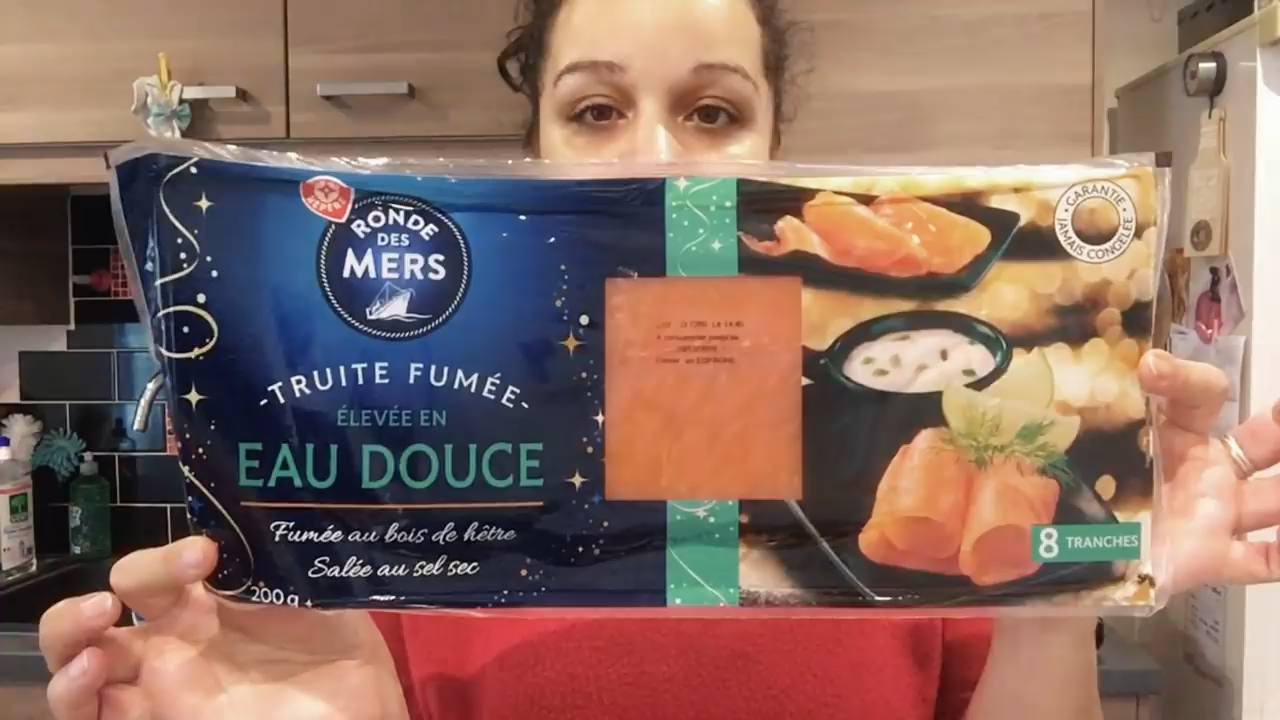 REPÈRE
RONDE
DES
MERS
-TRUITE FUMÉE-
ÉLEVÉE EN
EAU DOUCE
Fumée au bois de hêtre
Salée au sel sec
200 g
GARANTIE
JAMAIS CONGELÉE
8 TRANCHES